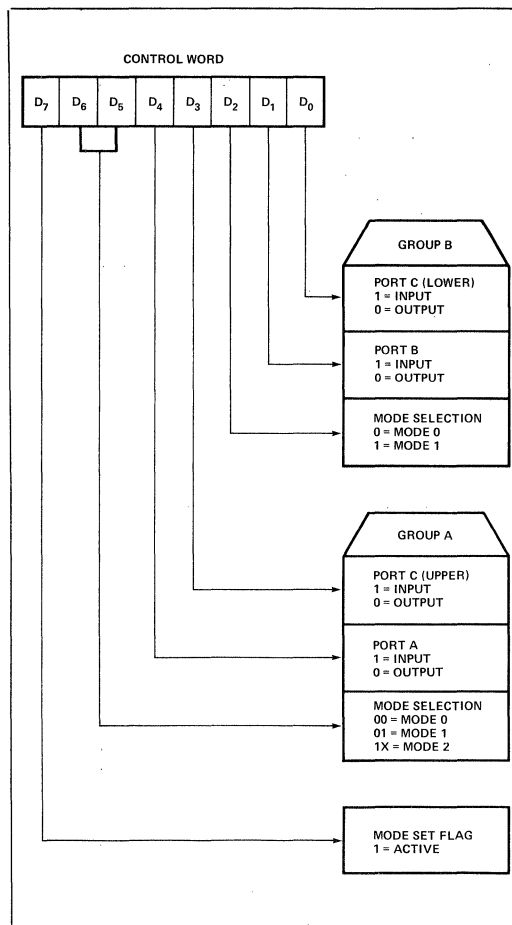 CONTROL WORD
D7 D6 D5 D4 D3 D2 D1 D0
GROUP B
PORT C (LOWER)
1 = INPUT
0 = OUTPUT
PORT B
1 = INPUT
0 = OUTPUT
MODE SELECTION
0 = MODE 0
1 = MODE 1
GROUP A
PORT C (UPPER)
1 = INPUT
0 = OUTPUT
PORT A
1 = INPUT
0 = OUTPUT
MODE SELECTION
00 = MODE 0
01 = MODE 1
1X = MODE 2
MODE SET FLAG
1 = ACTIVE